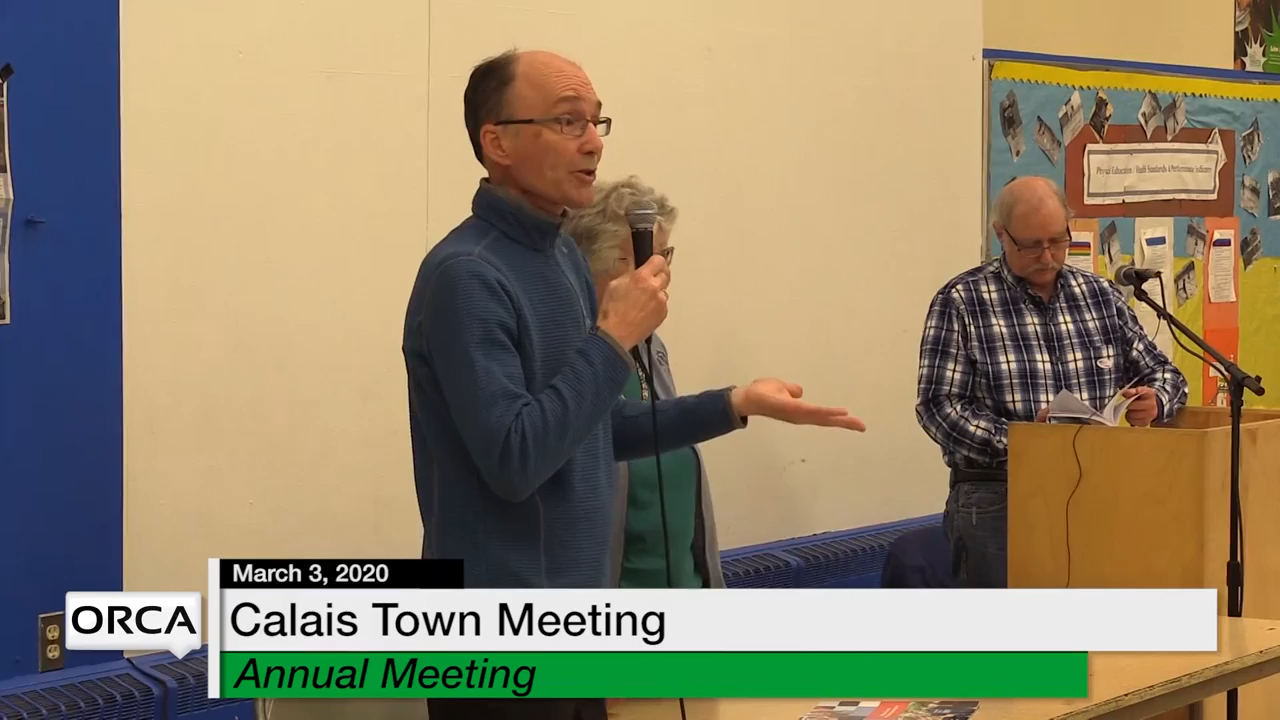 Physical Education / Health Standards & Performance Indicators
March 3, 2020
ORCA
Calais Town Meeting
Annual Meeting